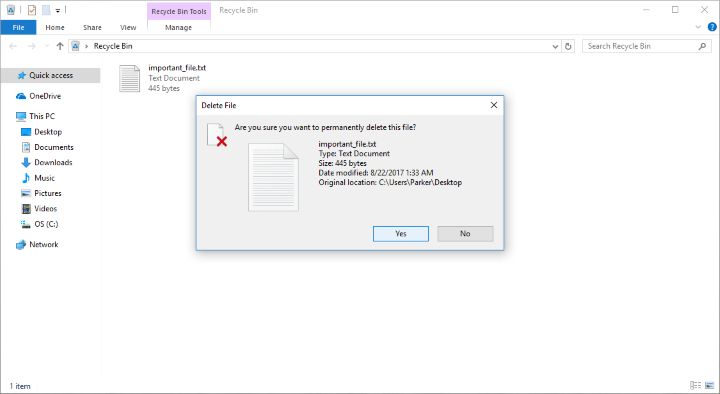 Recycle Bin Tools
Recycle Bin
File
Home
Share
View
Manage
Recycle Bin
Search Recycle Bin
Quick access
OneDrive
This PC
Desktop
Documents
Downloads
Music
Pictures
Videos
OS (C:)
Network
important_file.txt
Text Document
445 bytes
Delete File
Are you sure you want to permanently delete this file?
important_file.txt
Type: Text Document
Size: 445 bytes
Date modified: 8/22/2017 1:33 AM
Original location: C:\Users\Parker\Desktop
Yes
No
1 item